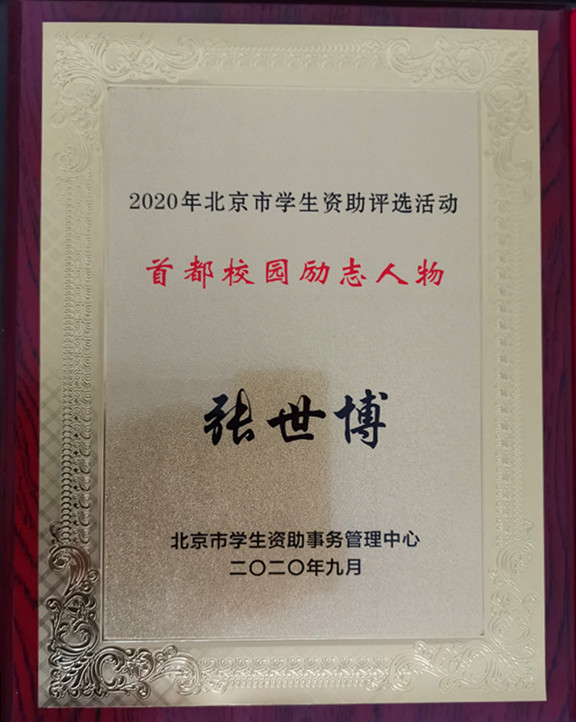 2020年北京市学生资助评选活动
首都校园励志人物
张世博
北京市学生资助事务管理中心
二〇二〇年九月